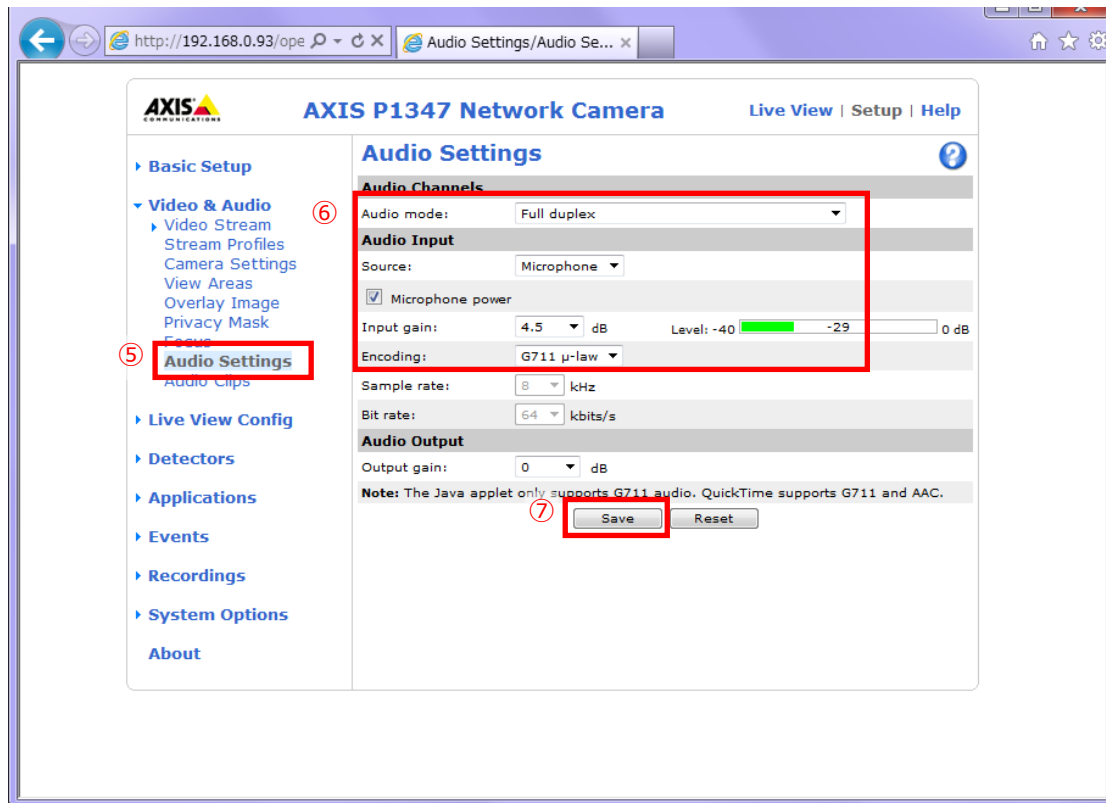 http://192.168.0.93/ope
Audio Settings/Audio Se...
AXIS
COMMUNICATIONS
AXIS P1347 Network Camera
Live View | Setup | Help
Basic Setup
Video & Audio
Video Stream
Stream Profiles
Camera Settings
View Areas
Overlay Image
Privacy Mask
Focus
⑤
Audio Settings
Audio Clips
Live View Config
Detectors
Applications
Events
Recordings
System Options
About
Audio Settings
Audio Channels
⑥
Audio mode: Full duplex
Audio Input
Source: Microphone
Microphone power
Input gain: 4.5 dB Level: -40 -29 0 dB
Encoding: G711 µ-law
Sample rate: 8 kHz
Bit rate: 64 kbits/s
Audio Output
Output gain: 0 dB
Note: The Java applet only supports G711 audio. QuickTime supports G711 and AAC.
⑦
Save Reset